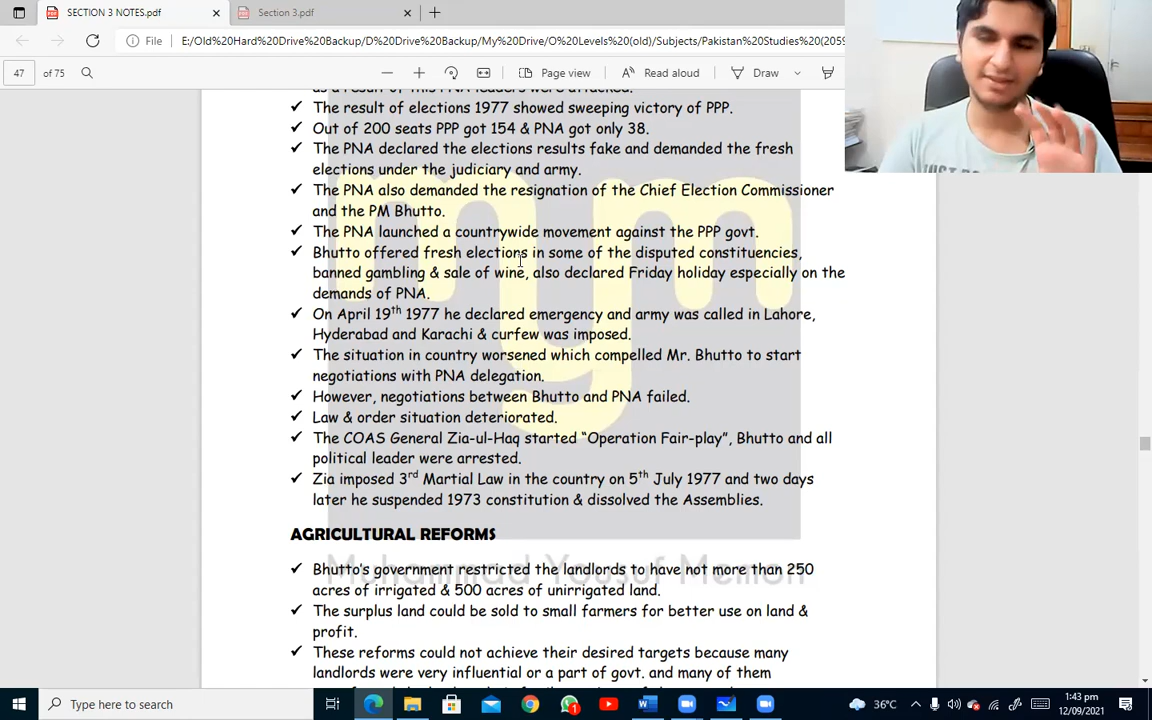 SECTION 3 NOTES.pdf
Section 3.pdf
File
E:/Old%20Hard%20Drive%20Backup/D%20Drive%20Backup/My%20Drive/O%20Levels(old)/Subjects/Pakistan%20Studies%20(2059
47 of 75
Page view
Read aloud
Draw
as a result of this PNA leaders were attacked.
✓ The result of elections 1977 showed sweeping victory of PPP.
✓ Out of 200 seats PPP got 154 & PNA got only 38.
✓ The PNA declared the elections results fake and demanded the fresh
elections under the judiciary and army.
✓ The PNA also demanded the resignation of the Chief Election Commissioner
and the PM Bhutto.
✓ The PNA launched a countrywide movement against the PPP govt.
✓ Bhutto offered fresh elections in some of the disputed constituencies,
banned gambling & sale of wine, also declared Friday holiday especially on the
demands of PNA.
✓ On April 19th 1977 he declared emergency and army was called in Lahore,
Hyderabad and Karachi & curfew was imposed.
✓ The situation in country worsened which compelled Mr. Bhutto to start
negotiations with PNA delegation.
✓ However, negotiations between Bhutto and PNA failed.
✓ Law & order situation deteriorated.
✓ The COAS General Zia-ul-Haq started “Operation Fair-play”, Bhutto and all
political leader were arrested.
✓ Zia imposed 3rd Martial Law in the country on 5th July 1977 and two days
later he suspended 1973 constitution & dissolved the Assemblies.
AGRICULTURAL REFORMS
Muhammad Yousuf Memon
✓ Bhutto's government restricted the landlords to have not more than 250
acres of irrigated & 500 acres of unirrigated land.
✓ The surplus land could be sold to small farmers for better use on land &
profit.
✓ These reforms could not achieve their desired targets because many
landlords were very influential or a part of govt. and many of them
mym
JUST
Type here to search
36°C
1:43 pm
12/09/2021